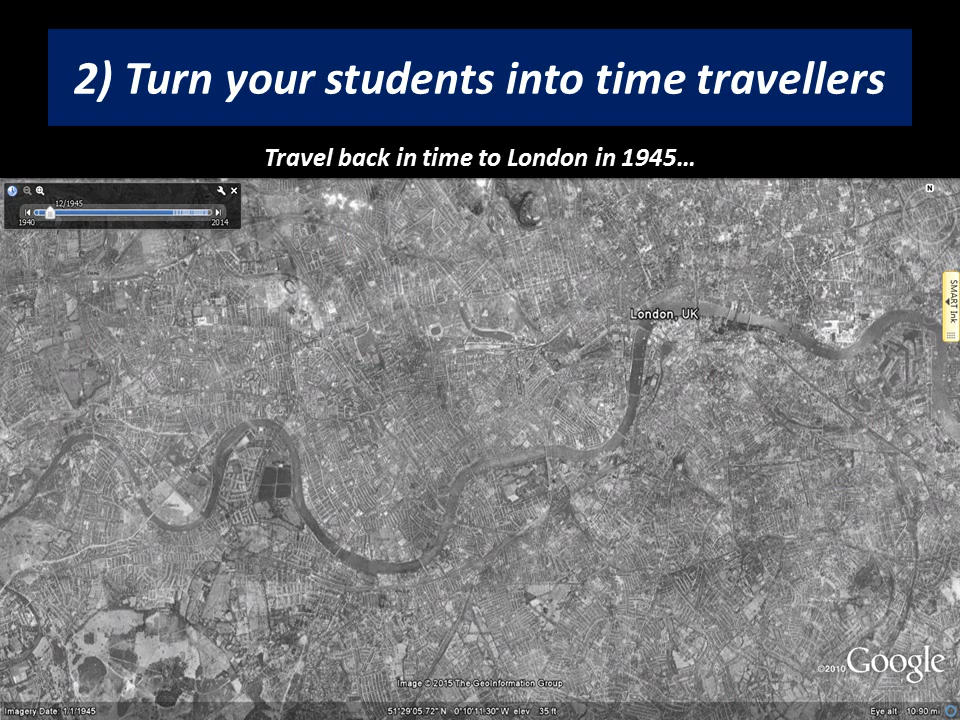 2) Turn your students into time travellers
Travel back in time to London in 1945…
12/1945
1940
2014
N
SMART Ink
London, UK
©2010 Google
Image © 2015 The GeoInformation Group
Imagery Date: 1/1/1945
51°29'05.72" N 0°10'11.30" W elev 35 ft
Eye alt 10.90 mi